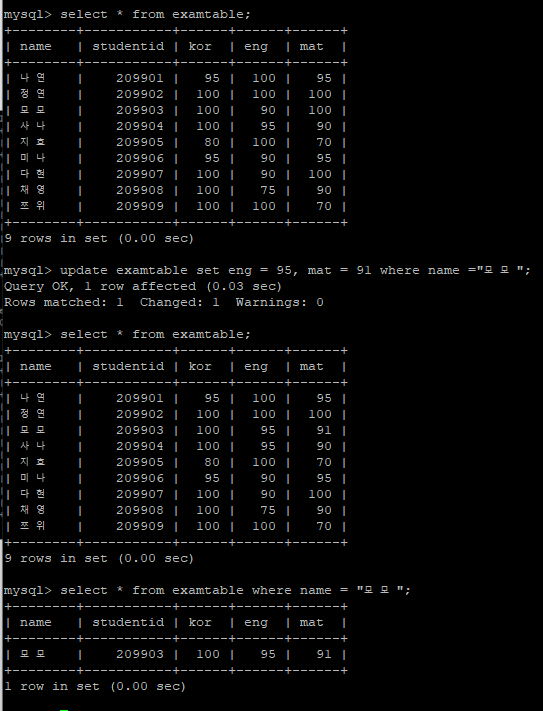 mysql> select * from examtable;
+--------+-----------+------+------+------+
| name   | studentid | kor  | eng  | mat  |
+--------+-----------+------+------+------+
| 나연   |    209901 |   95 |  100 |   95 |
| 정연   |    209902 |  100 |  100 |  100 |
| 모모   |    209903 |  100 |   90 |  100 |
| 사나   |    209904 |  100 |   95 |   90 |
| 지효   |    209905 |   80 |  100 |   70 |
| 미나   |    209906 |   95 |   90 |   95 |
| 다현   |    209907 |  100 |   90 |  100 |
| 채영   |    209908 |  100 |   75 |   90 |
| 쯔위   |    209909 |  100 |  100 |   70 |
+--------+-----------+------+------+------+
9 rows in set (0.00 sec)
mysql> update examtable set eng = 95, mat = 91 where name ="모모";
Query OK, 1 row affected (0.03 sec)
Rows matched: 1  Changed: 1  Warnings: 0
mysql> select * from examtable;
+--------+-----------+------+------+------+
| name   | studentid | kor  | eng  | mat  |
+--------+-----------+------+------+------+
| 나연   |    209901 |   95 |  100 |   95 |
| 정연   |    209902 |  100 |  100 |  100 |
| 모모   |    209903 |  100 |   95 |   91 |
| 사나   |    209904 |  100 |   95 |   90 |
| 지효   |    209905 |   80 |  100 |   70 |
| 미나   |    209906 |   95 |   90 |   95 |
| 다현   |    209907 |  100 |   90 |  100 |
| 채영   |    209908 |  100 |   75 |   90 |
| 쯔위   |    209909 |  100 |  100 |   70 |
+--------+-----------+------+------+------+
9 rows in set (0.00 sec)
mysql> select * from examtable where name = "모모";
+--------+-----------+------+------+------+
| name   | studentid | kor  | eng  | mat  |
+--------+-----------+------+------+------+
| 모모   |    209903 |  100 |   95 |   91 |
+--------+-----------+------+------+------+
1 row in set (0.00 sec)